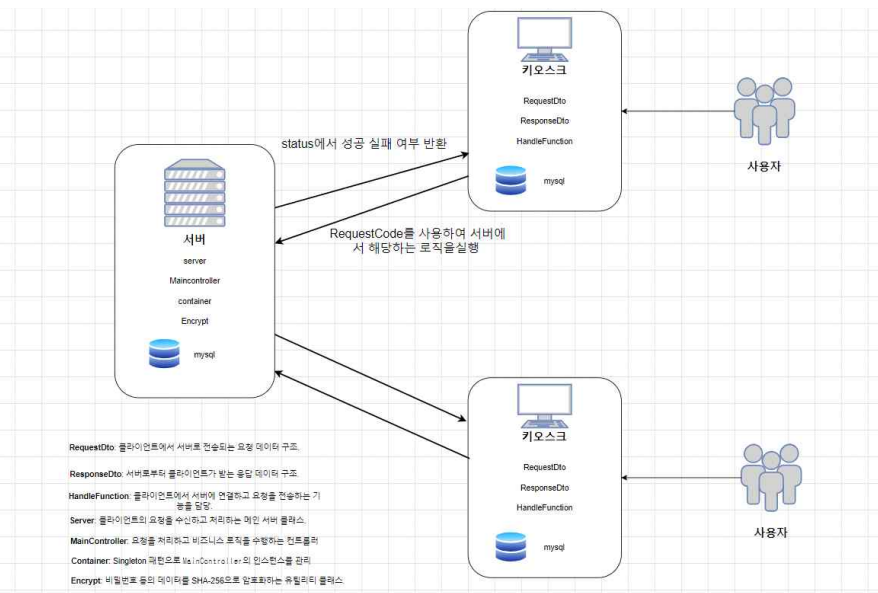 키오스크
RequestDto
ResponseDto
HandleFunction
mysql
사용자
status에서 성공 실패 여부 반환
RequestCode를 사용하여 서버에
서 해당하는 로직을실행
서버
server
Maincontroller
container
Encrypt
mysql
키오스크
RequestDto
ResponseDto
HandleFunction
mysql
사용자
RequestDto: 클라이언트에서 서버로 전송되는 요청 데이터 구조.
ResponseDto: 서버로부터 클라이언트가 받는 응답 데이터 구조.
HandleFunction: 클라이언트에서 서버에 연결하고 요청을 전송하는 기
능을 담당.
Server: 클라이언트의 요청을 수신하고 처리하는 메인 서버 클래스.
MainController: 요청을 처리하고 비즈니스 로직을 수행하는 컨트롤러
Container: Singleton 패턴으로 MainController의 인스턴스를 관리
Encrypt: 비밀번호 등의 데이터를 SHA-256으로 암호화하는 유틸리티 클래스